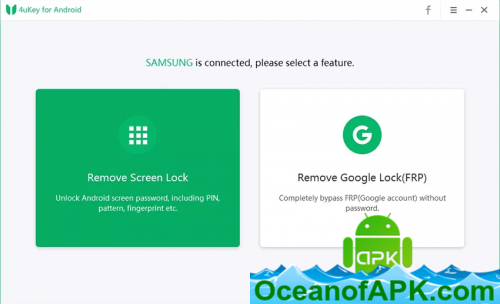 4uKey for Android
SAMSUNG is connected, please select a feature.
Remove Screen Lock
Unlock Android screen password, including PIN,
pattern, fingerprint etc.
G
Remove Google Lock(FRP)
Completely bypass FRP(Google account) without
password.
apk
OceanofAPK.com